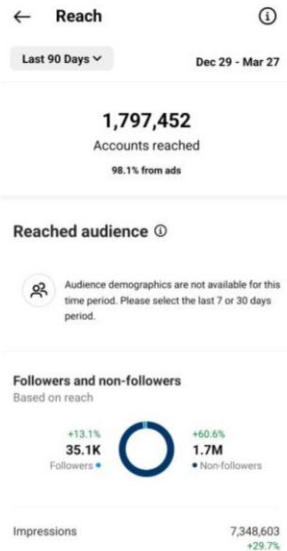 Reach
Last 90 Days
Dec 29 - Mar 27
1,797,452
Accounts reached
98.1% from ads
Reached audience
Audience demographics are not available for this
time period. Please select the last 7 or 30 days
period.
Followers and non-followers
Based on reach
+13.1%
35.1K
Followers
+60.6%
1.7M
Non-followers
Impressions
7,348,603
+29.7%